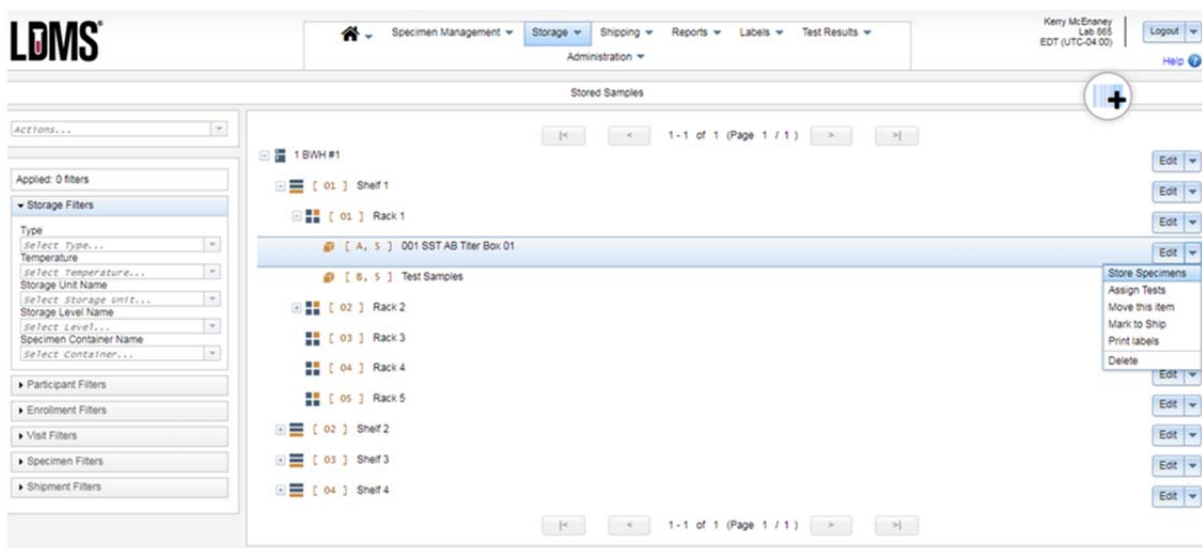 LDMS®
Specimen Management Storage Shipping Reports Labels Test Results
Administration
Kerry McEnaney
Lab 865
EDT (UTC-04:00)
Logout
Help ?
Stored Samples
Actions...
Applied: 0 filters
Storage Filters
Type
Select Type...
Temperature
Select Temperature...
Storage Unit Name
Select Storage Unit...
Storage Level Name
Select Level...
Specimen Container Name
Select Container...
Participant Filters
Enrollment Filters
Visit Filters
Specimen Filters
Shipment Filters
|< < 1-1 of 1 (Page 1 / 1) > >|
1 BWH #1 Edit
[ 01 ] Shelf 1 Edit
[ 01 ] Rack 1 Edit
[ A, 5 ] 001 SST AB Titer Box 01 Edit
[ B, 5 ] Test Samples
[ 02 ] Rack 2
[ 03 ] Rack 3
[ 04 ] Rack 4 Edit
[ 05 ] Rack 5 Edit
[ 02 ] Shelf 2 Edit
[ 03 ] Shelf 3 Edit
[ 04 ] Shelf 4 Edit
Store Specimens
Assign Tests
Move this item
Mark to Ship
Print labels
Delete
|< < 1-1 of 1 (Page 1 / 1) > >|